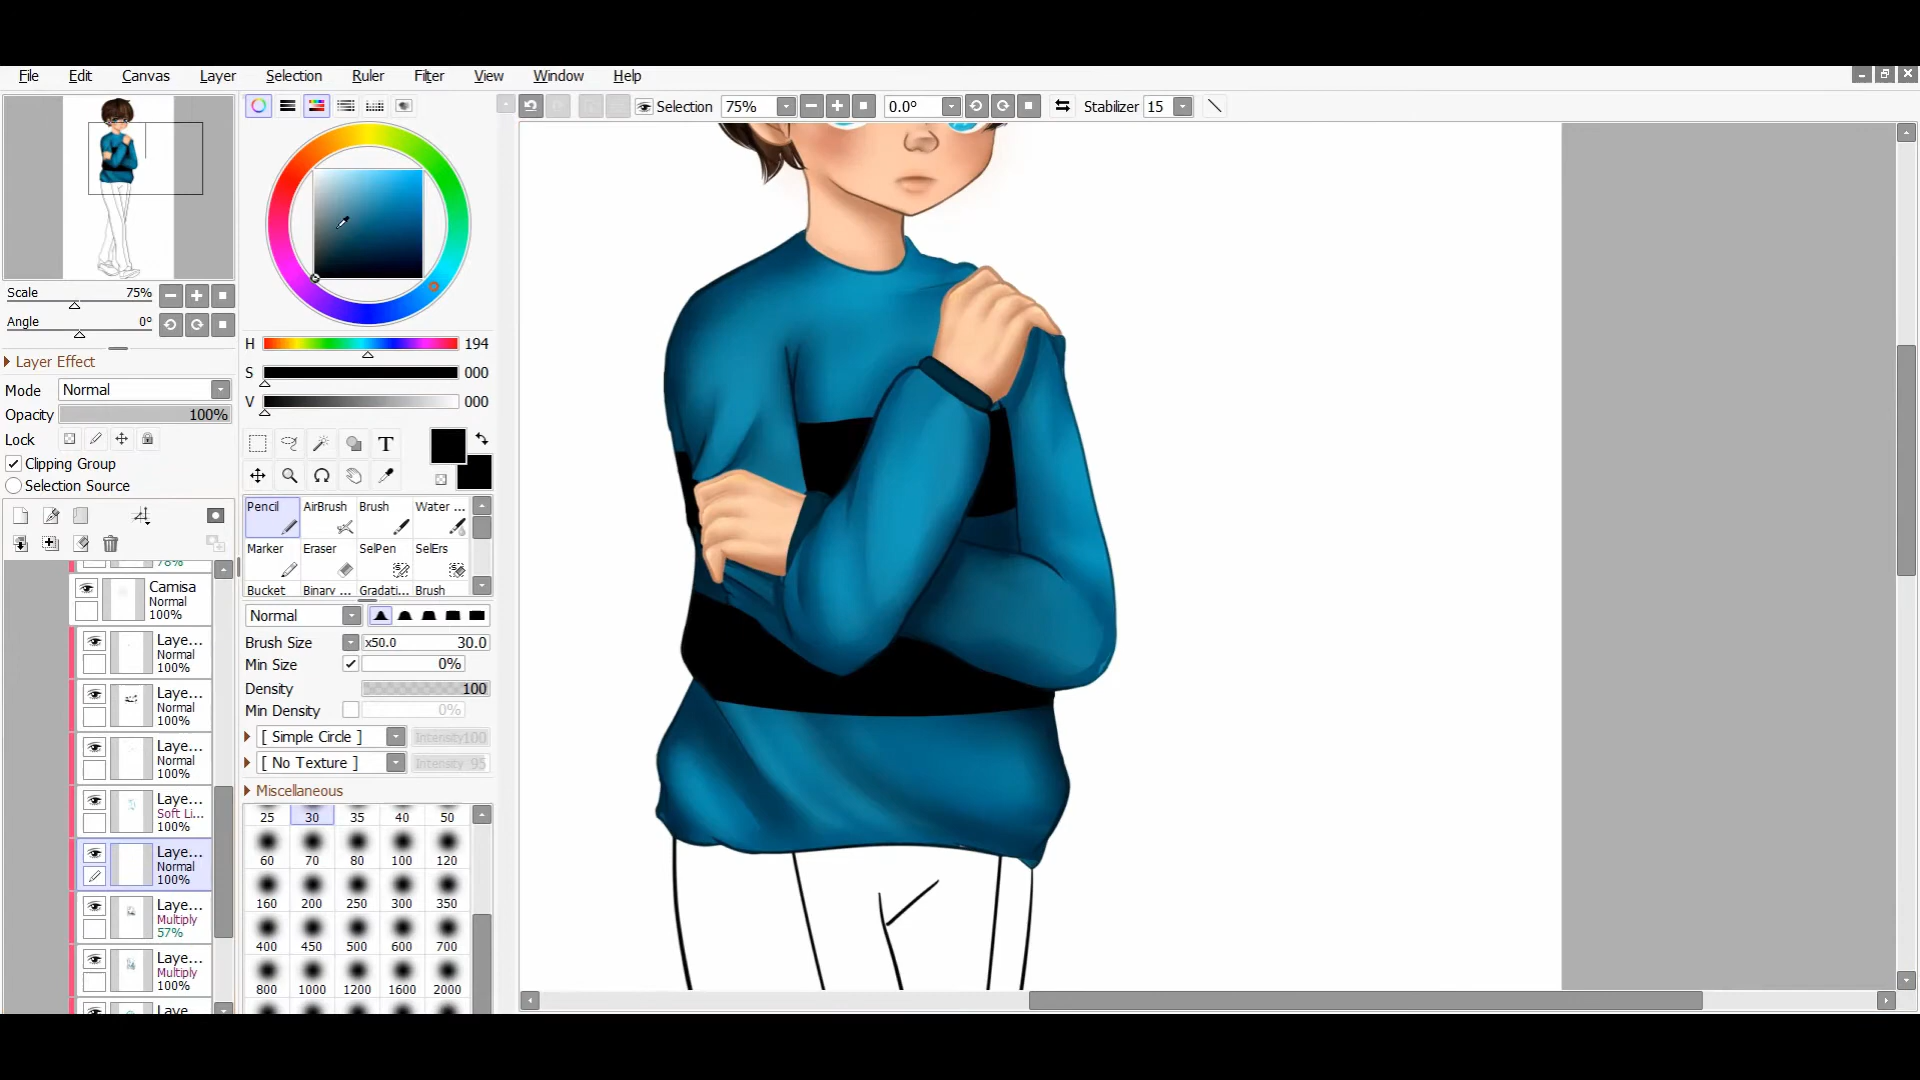 File Edit Canvas Layer Selection Ruler Filter View Window Help
Selection 75% 0.0° Stabilizer 15
Scale 75%
Angle 0°
Layer Effect
Mode Normal
Opacity 100%
Lock
Clipping Group
Selection Source
78%
Camisa
Normal
100%
Laye...
Normal
100%
Laye...
Normal
100%
Laye...
Normal
100%
Laye...
Soft Li...
100%
Laye...
Normal
100%
Laye...
Multiply
57%
Laye...
Multiply
100%
H 194
S 000
V 000
T
Pencil AirBrush Brush Water ...
Marker Eraser SelPen SelErs
Bucket Binary ... Gradati... Brush
Normal
Brush Size x50.0 30.0
Min Size 0%
Density 100
Min Density 0%
[ Simple Circle ] Intensity 100
[ No Texture ] Intensity 95
Miscellaneous
25 30 35 40 50
60 70 80 100 120
160 200 250 300 350
400 450 500 600 700
800 1000 1200 1600 2000